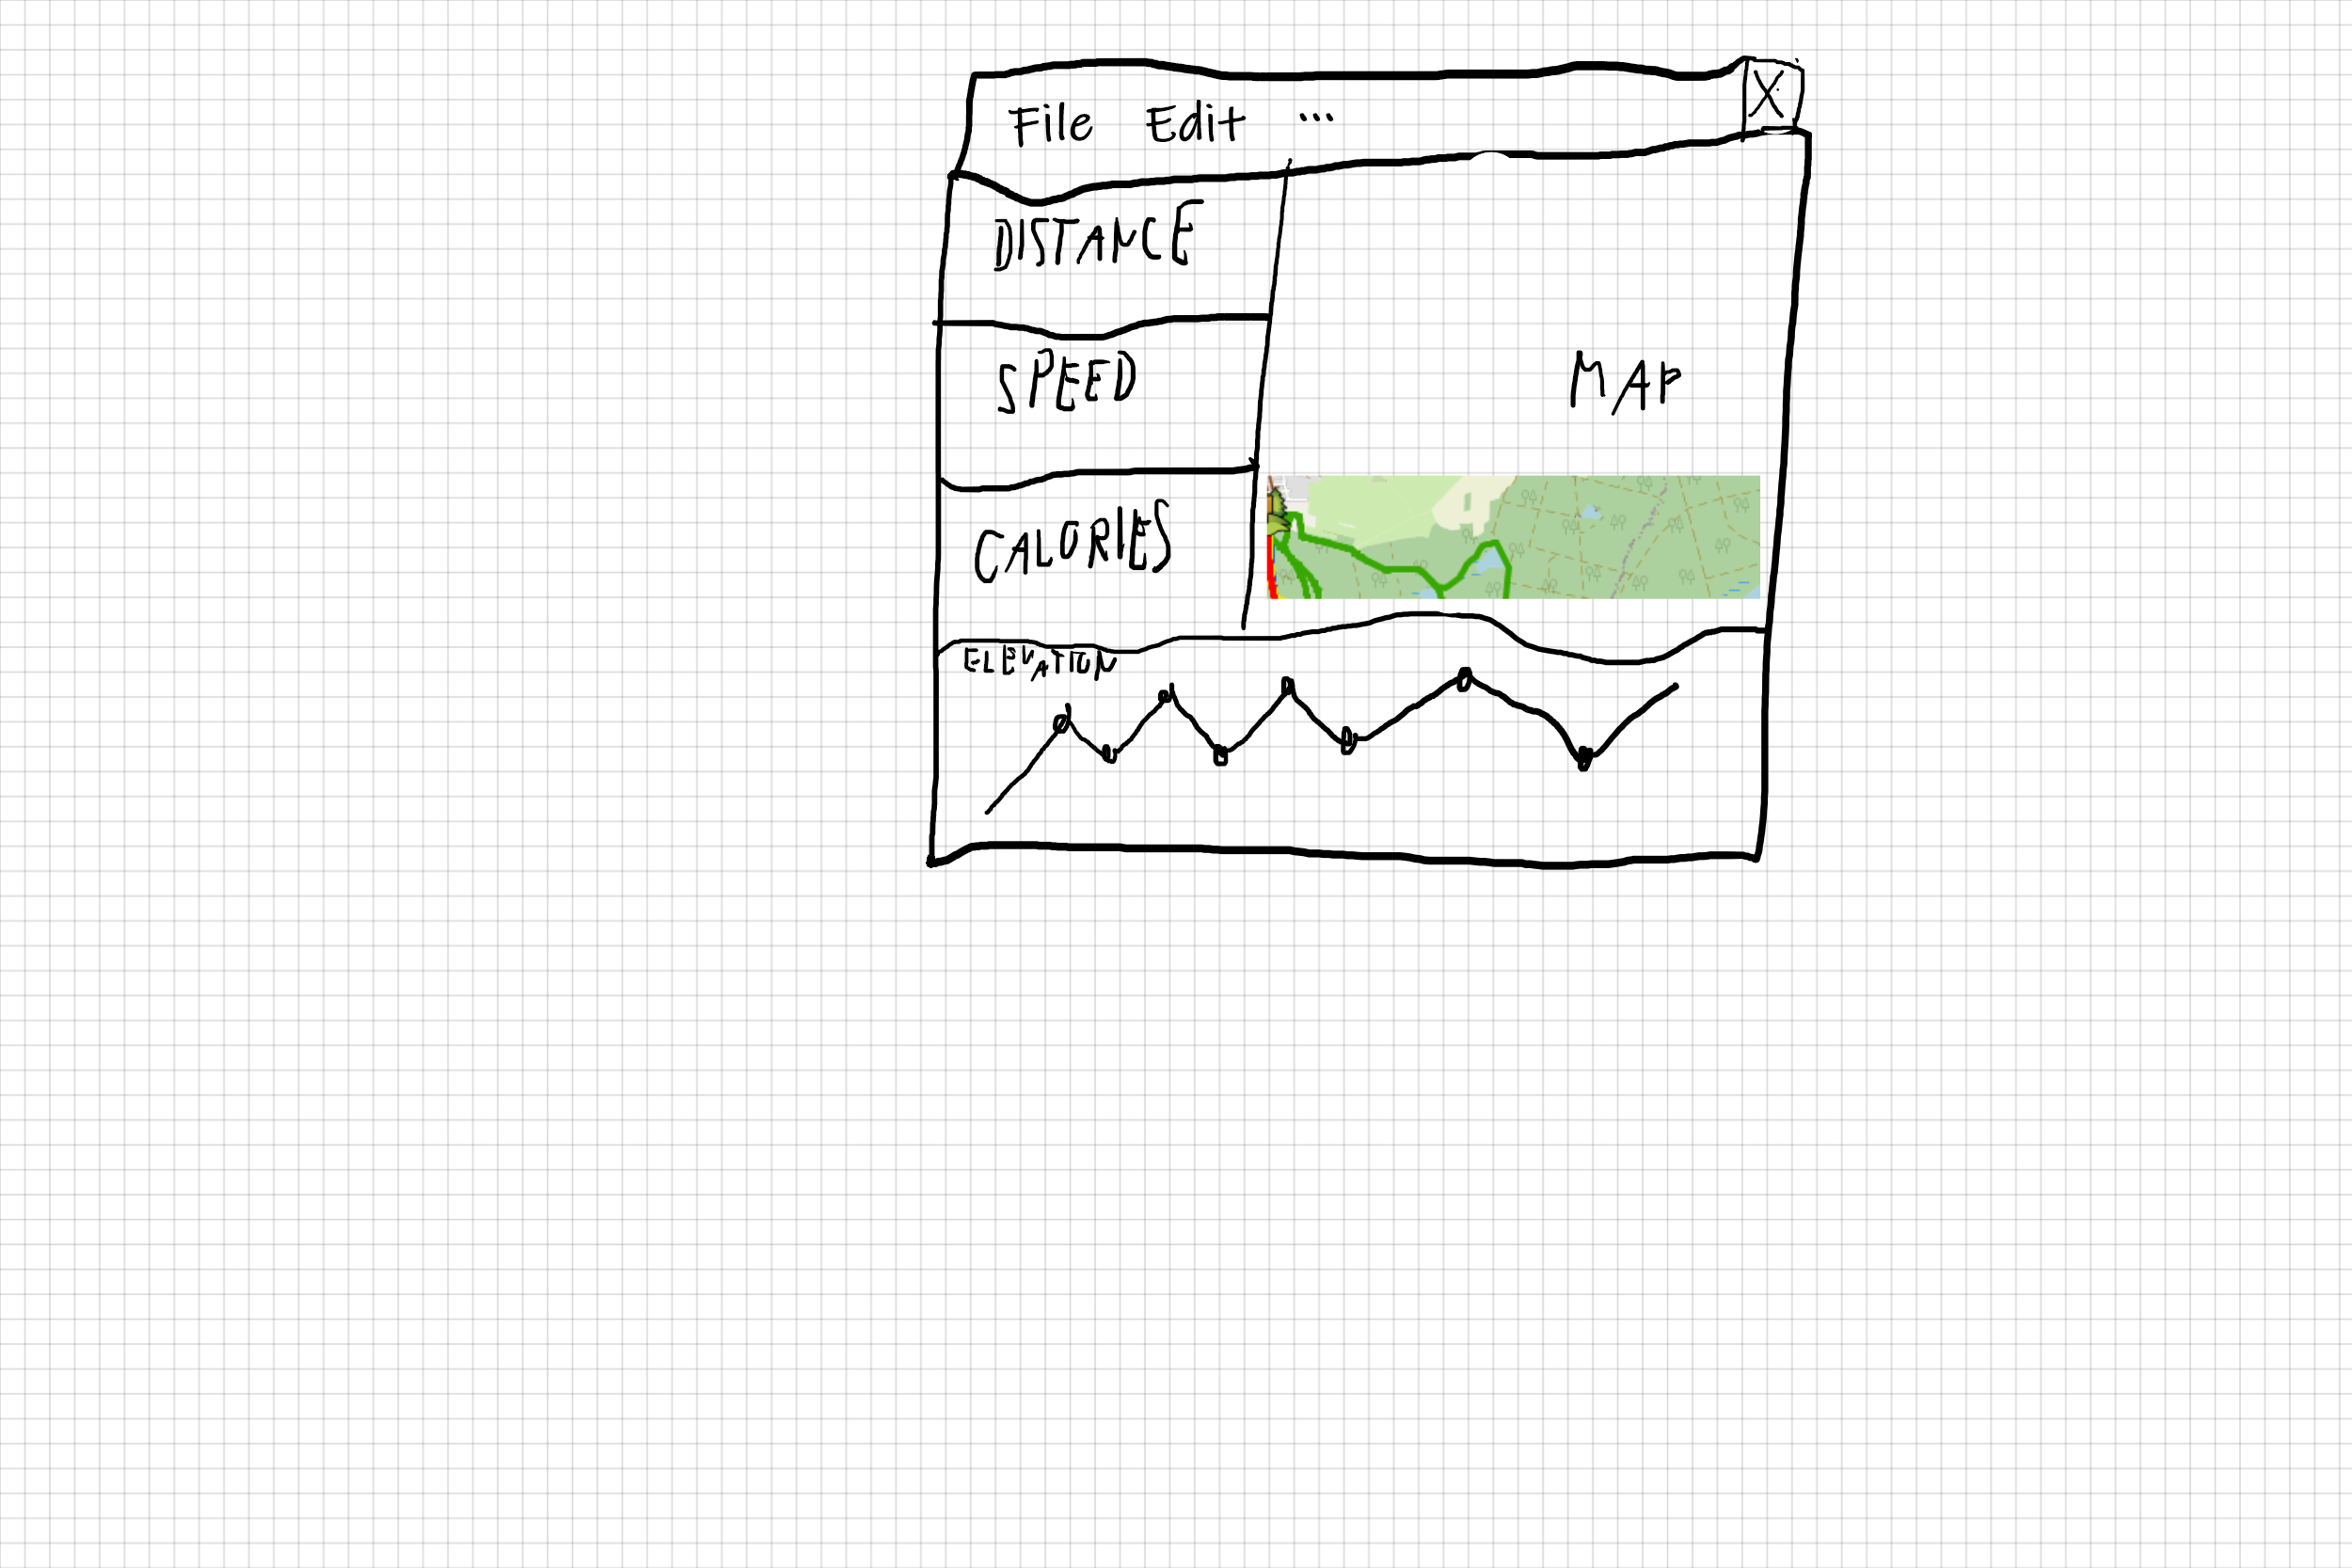 File Edit ...
X
DISTANCE
SPEED
MAP
CALORIES
ELEVATION